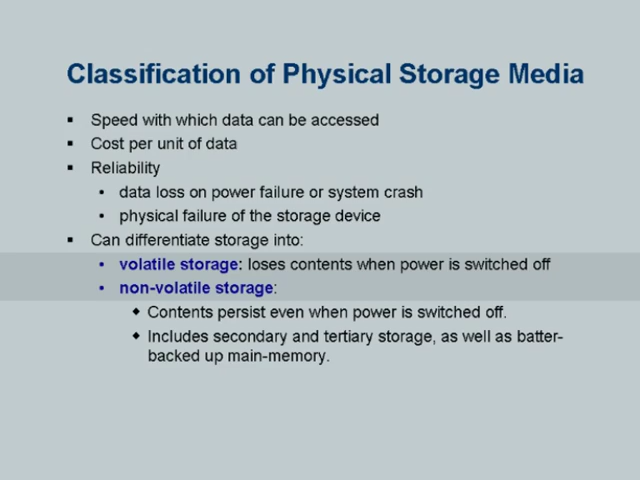 Classification of Physical Storage Media
▪ Speed with which data can be accessed
▪ Cost per unit of data
▪ Reliability
• data loss on power failure or system crash
• physical failure of the storage device
▪ Can differentiate storage into:
• volatile storage: loses contents when power is switched off
• non-volatile storage:
◆ Contents persist even when power is switched off.
◆ Includes secondary and tertiary storage, as well as batter-
backed up main-memory.